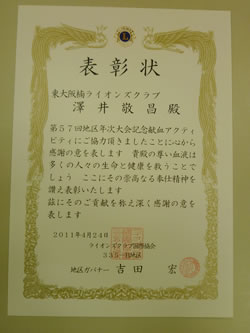 表彰状
東大阪楠ライオンズクラブ
澤井敬昌殿
第57回地区年次大会記念献血アクティ
ビティにご協力頂きましたことに心から
感謝の意を表します 貴殿の尊い血液は
多くの人々の生命と健康を救うことでし
ょう ここにその崇高なる奉仕精神を
讃え表彰いたします
茲にそのご貢献を称え深く感謝の意を
表します
2011年4月24日
ライオンズクラブ国際協会
地区ガバナー 吉田 宏